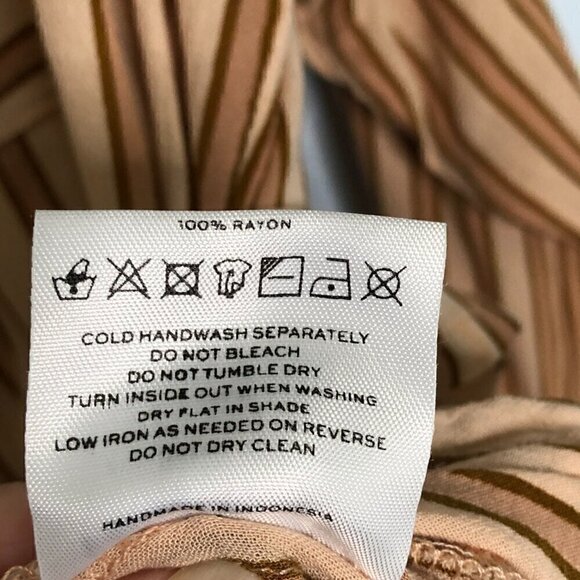 100% RAYON
COLD HANDWASH SEPARATELY
DO NOT BLEACH
DO NOT TUMBLE DRY
TURN INSIDE OUT WHEN WASHING
DRY FLAT IN SHADE
LOW IRON AS NEEDED ON REVERSE
DO NOT DRY CLEAN
HANDMADE IN INDONESIA